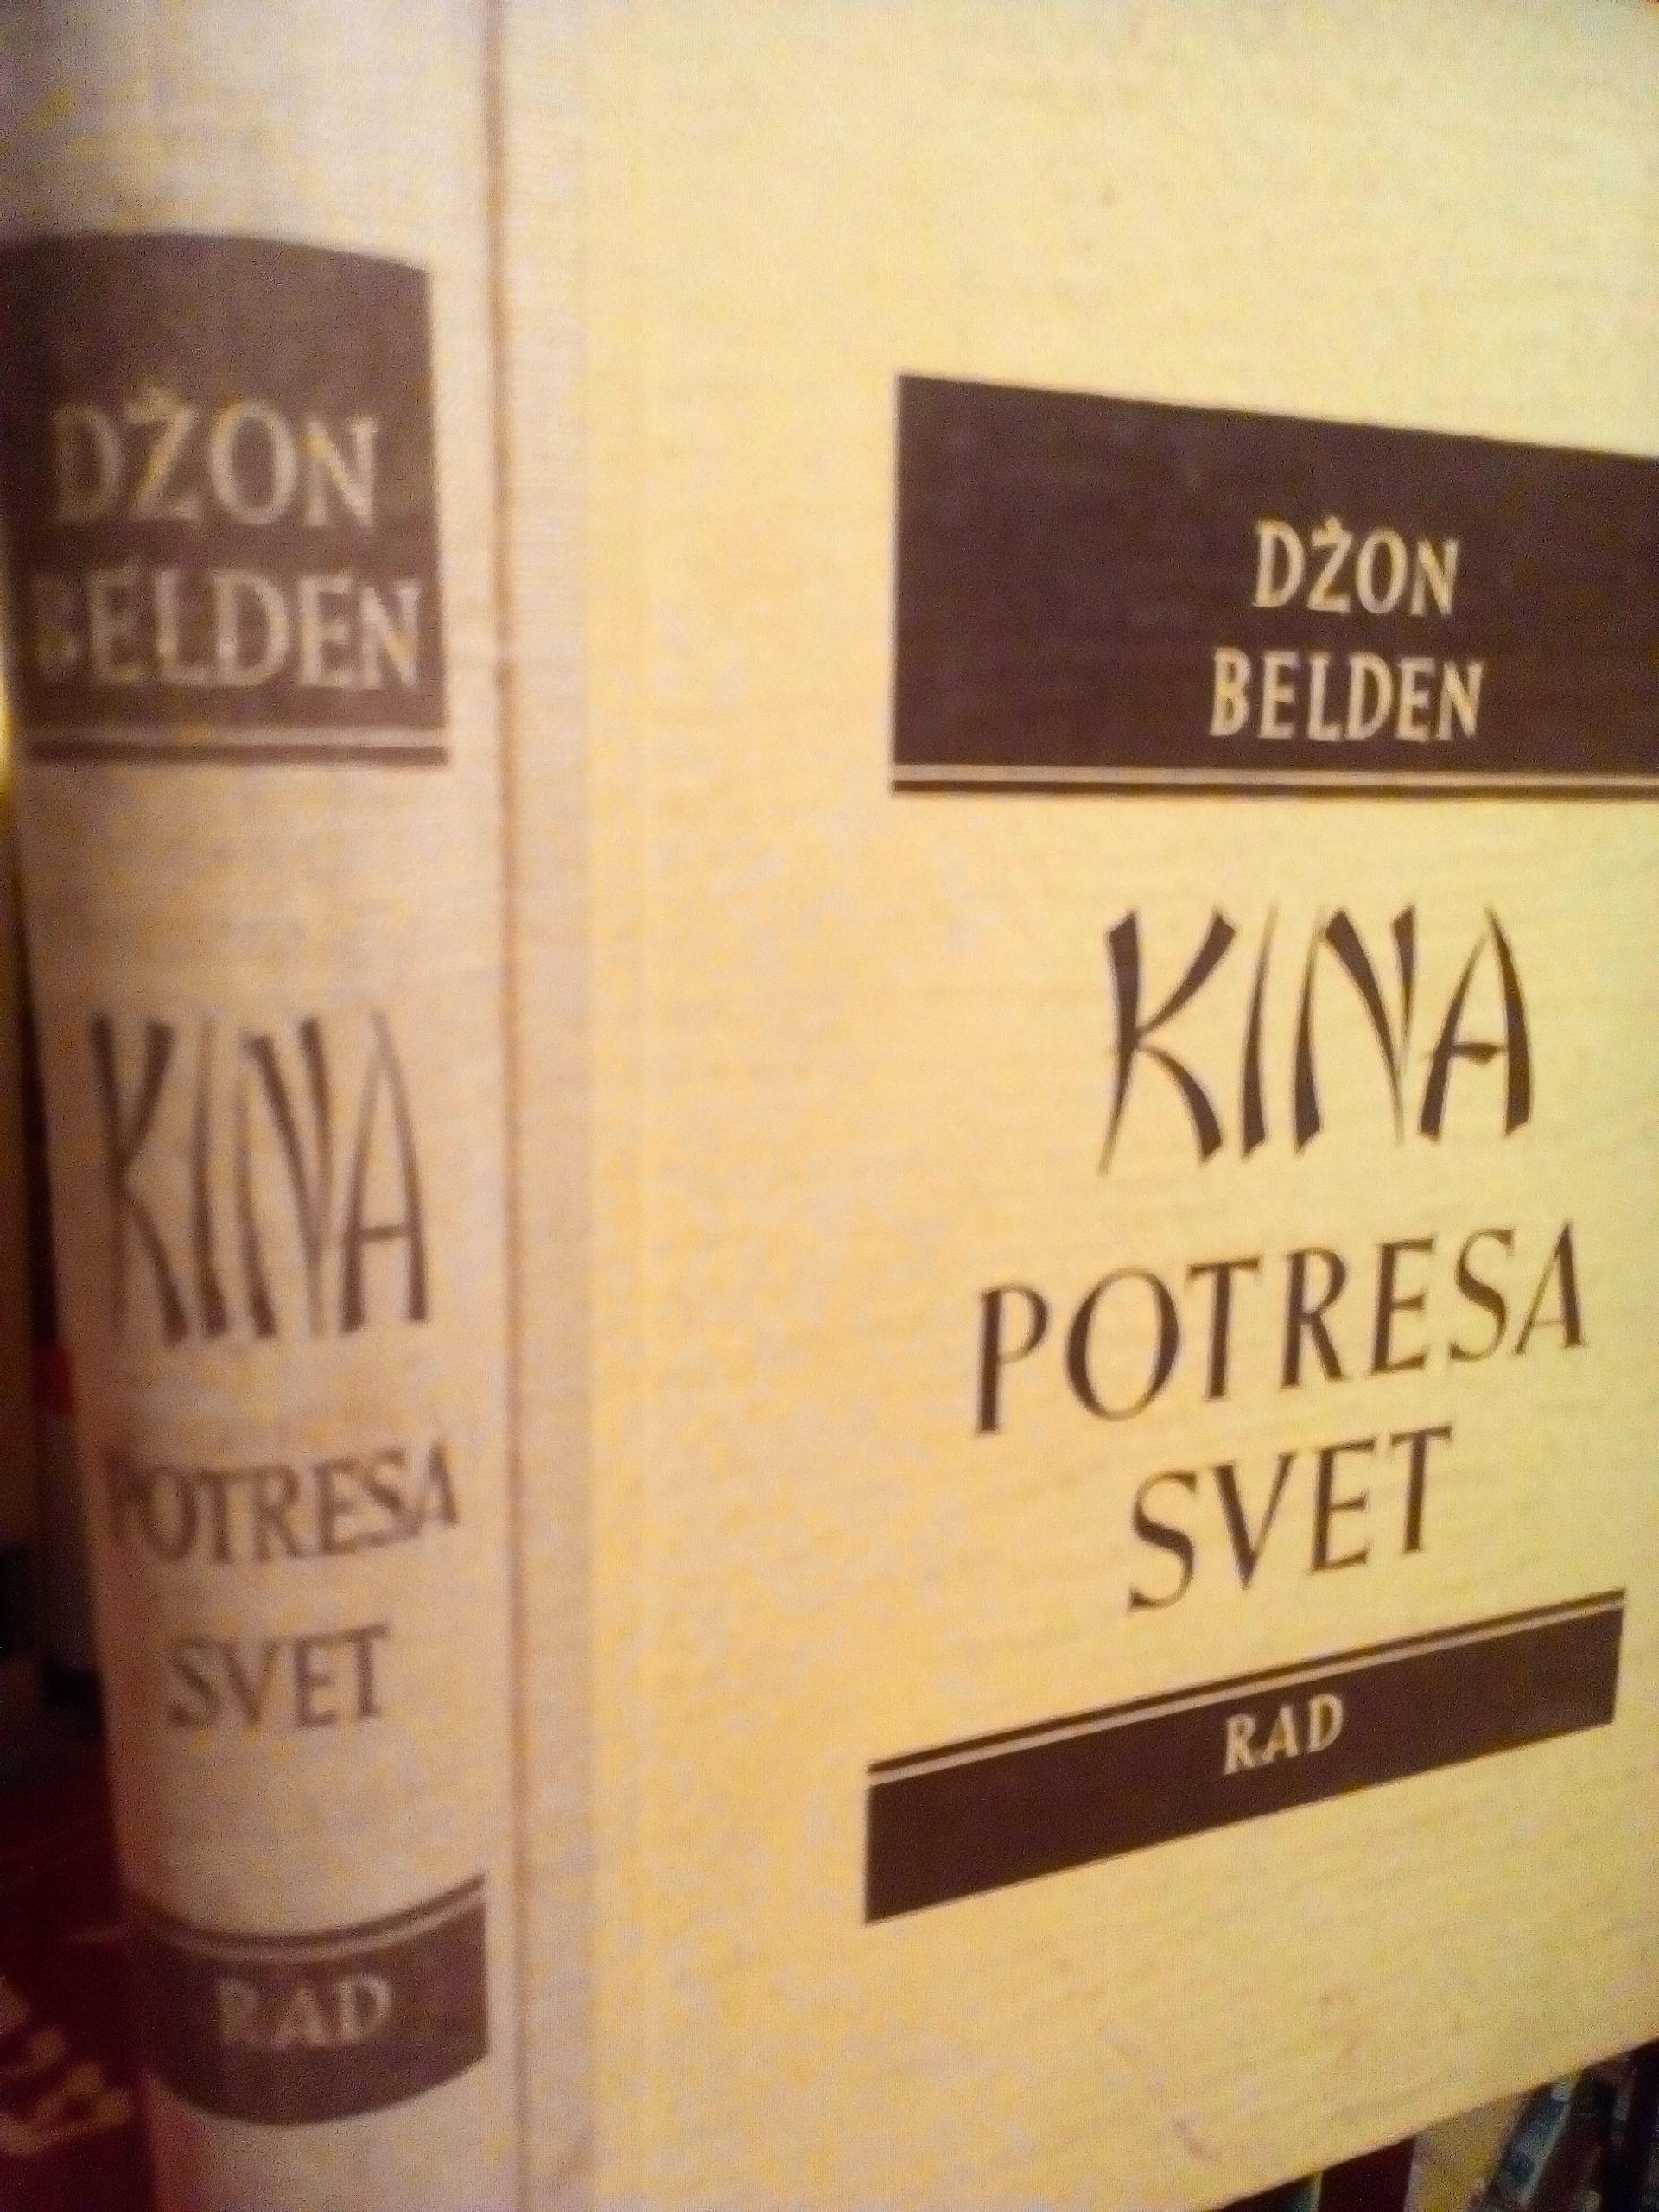 DŽON
BELDEN
KINA
POTRESA
SVET
RAD
DŽON
BELDEN
KINA
POTRESA
SVET
RAD